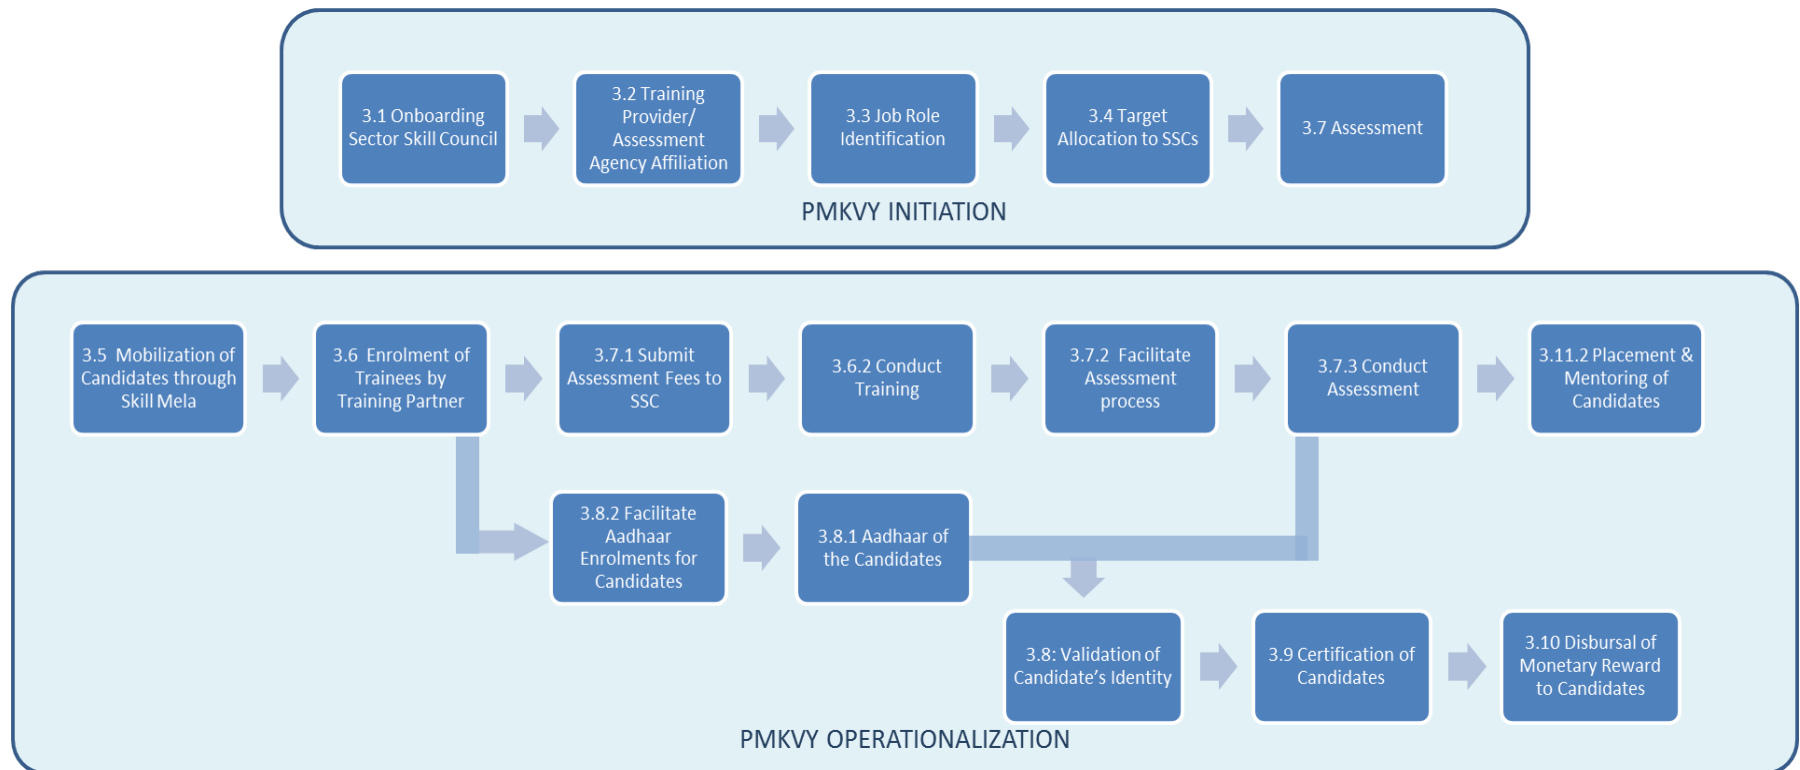 3.1 Onboarding
Sector Skill Council
3.2 Training
Provider/
Assessment
Agency Affiliation
3.3 Job Role
Identification
3.4 Target
Allocation to SSCs
3.7 Assessment
PMKVY INITIATION
3.5 Mobilization of
Candidates through
Skill Mela
3.6 Enrolment of
Trainees by
Training Partner
3.7.1 Submit
Assessment Fees to
SSC
3.6.2 Conduct
Training
3.7.2 Facilitate
Assessment
process
3.7.3 Conduct
Assessment
3.11.2 Placement &
Mentoring of
Candidates
3.8.2 Facilitate
Aadhaar
Enrolments for
Candidates
3.8.1 Aadhaar of
the Candidates
3.8: Validation of
Candidate’s Identity
3.9 Certification of
Candidates
3.10 Disbursal of
Monetary Reward
to Candidates
PMKVY OPERATIONALIZATION